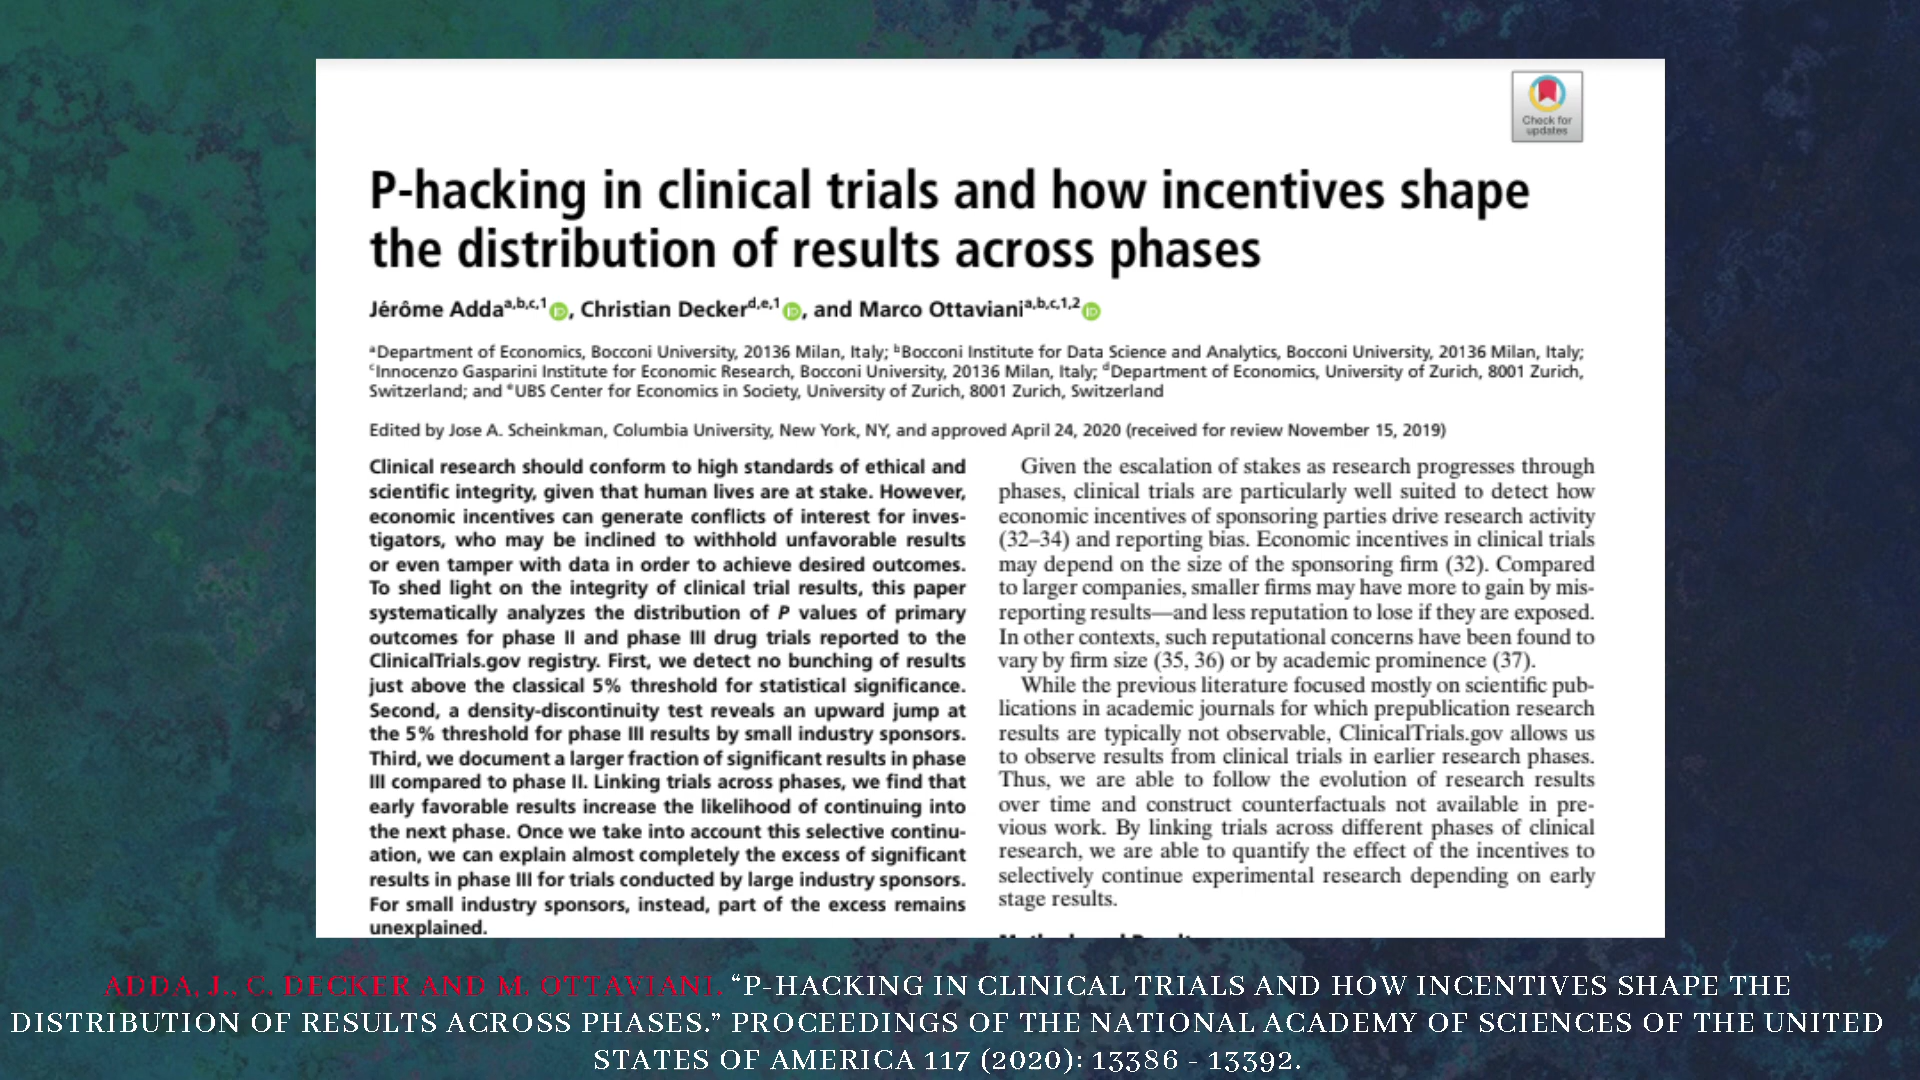 Check for
updates
P-hacking in clinical trials and how incentives shape
the distribution of results across phases
Jérôme Adda a,b,c,1 iD, Christian Decker d,e,1 iD, and Marco Ottaviani a,b,c,1,2 iD
aDepartment of Economics, Bocconi University, 20136 Milan, Italy; bBocconi Institute for Data Science and Analytics, Bocconi University, 20136 Milan, Italy;
cInnocenzo Gasparini Institute for Economic Research, Bocconi University, 20136 Milan, Italy; dDepartment of Economics, University of Zurich, 8001 Zurich,
Switzerland; and eUBS Center for Economics in Society, University of Zurich, 8001 Zurich, Switzerland
Edited by Jose A. Scheinkman, Columbia University, New York, NY, and approved April 24, 2020 (received for review November 15, 2019)
Clinical research should conform to high standards of ethical and
scientific integrity, given that human lives are at stake. However,
economic incentives can generate conflicts of interest for inves-
tigators, who may be inclined to withhold unfavorable results
or even tamper with data in order to achieve desired outcomes.
To shed light on the integrity of clinical trial results, this paper
systematically analyzes the distribution of P values of primary
outcomes for phase II and phase III drug trials reported to the
ClinicalTrials.gov registry. First, we detect no bunching of results
just above the classical 5% threshold for statistical significance.
Second, a density-discontinuity test reveals an upward jump at
the 5% threshold for phase III results by small industry sponsors.
Third, we document a larger fraction of significant results in phase
III compared to phase II. Linking trials across phases, we find that
early favorable results increase the likelihood of continuing into
the next phase. Once we take into account this selective continu-
ation, we can explain almost completely the excess of significant
results in phase III for trials conducted by large industry sponsors.
For small industry sponsors, instead, part of the excess remains
unexplained.
Given the escalation of stakes as research progresses through
phases, clinical trials are particularly well suited to detect how
economic incentives of sponsoring parties drive research activity
(32–34) and reporting bias. Economic incentives in clinical trials
may depend on the size of the sponsoring firm (32). Compared
to larger companies, smaller firms may have more to gain by mis-
reporting results—and less reputation to lose if they are exposed.
In other contexts, such reputational concerns have been found to
vary by firm size (35, 36) or by academic prominence (37).
While the previous literature focused mostly on scientific pub-
lications in academic journals for which prepublication research
results are typically not observable, ClinicalTrials.gov allows us
to observe results from clinical trials in earlier research phases.
Thus, we are able to follow the evolution of research results
over time and construct counterfactuals not available in pre-
vious work. By linking trials across different phases of clinical
research, we are able to quantify the effect of the incentives to
selectively continue experimental research depending on early
stage results.
ADDA, J., C. DECKER AND M. OTTAVIANI. “P-HACKING IN CLINICAL TRIALS AND HOW INCENTIVES SHAPE THE
DISTRIBUTION OF RESULTS ACROSS PHASES.” PROCEEDINGS OF THE NATIONAL ACADEMY OF SCIENCES OF THE UNITED
STATES OF AMERICA 117 (2020): 13386 - 13392.